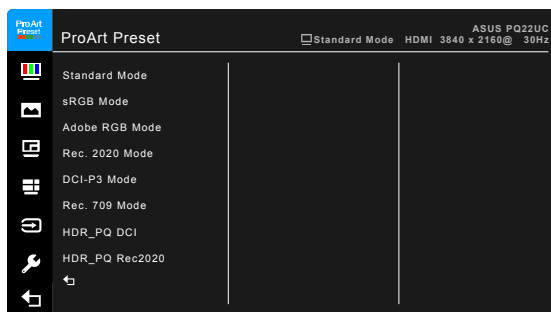 ProArt
Preset
ProArt Preset
Standard Mode HDMI 3840 x 2160@ 30Hz
ASUS PQ22UC
Standard Mode
sRGB Mode
Adobe RGB Mode
Rec. 2020 Mode
DCI-P3 Mode
Rec. 709 Mode
HDR_PQ DCI
HDR_PQ Rec2020